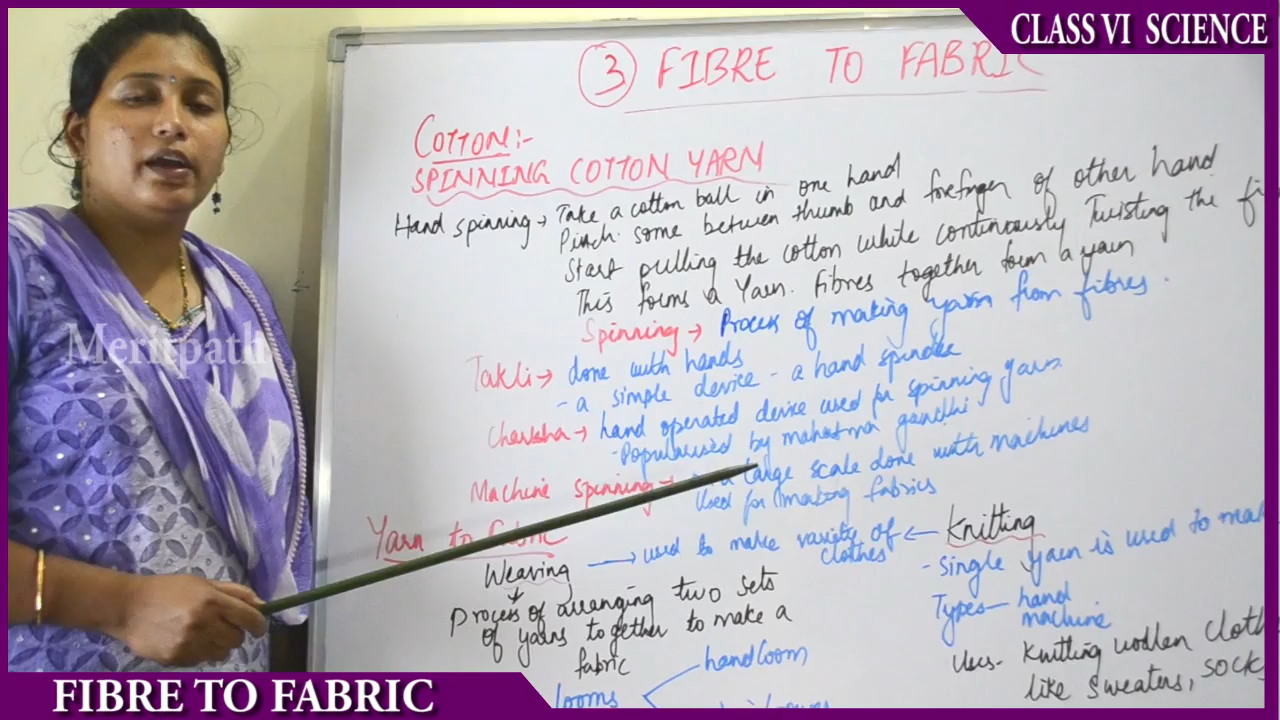 CLASS VI SCIENCE
3 FIBRE TO FABRIC
COTTON:-
SPINNING COTTON YARN
Hand spinning → Take a cotton ball in one hand
Pinch some between thumb and forefinger of other hand
Start pulling the cotton while continuously Twisting the fi
This forms a Yarn. Fibres together form a yarn
Spinning → Process of making yarn from fibres.
Takli → done with hands
- a simple device - a hand spindle
Charkha → hand operated device used for spinning yarn
- Popularised by mahatma gandhi
Machine spinning → large scale done with machines
Used for making fabrics
Yarn to fabric
Weaving → used to make variety of clothes ← Knitting
Process of arranging two sets
of yarns together to make a
fabric
- Single yarn is used to mak
Types - hand
machine
Uses - Knitting woollen cloth
like sweaters, sock
looms
handloom
Meritpath
FIBRE TO FABRIC